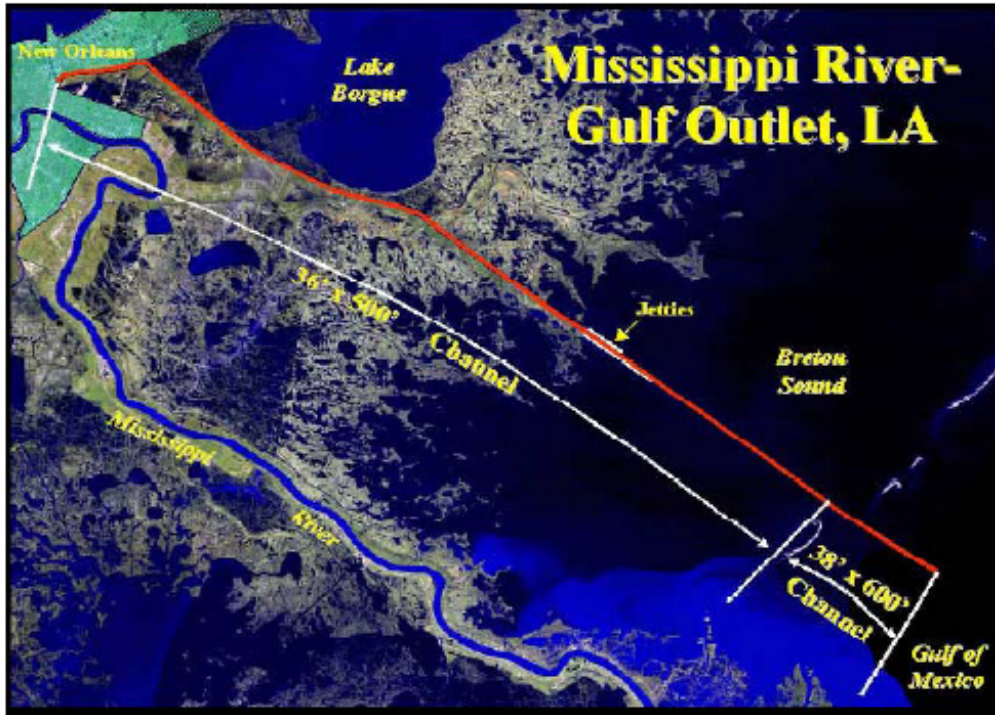 New Orleans
Lake
Borgne
Mississippi River-
Gulf Outlet, LA
36' x 500'
Channel
Jetties
Breton
Sound
Mississippi
River
38' x 600'
Channel
Gulf of
Mexico